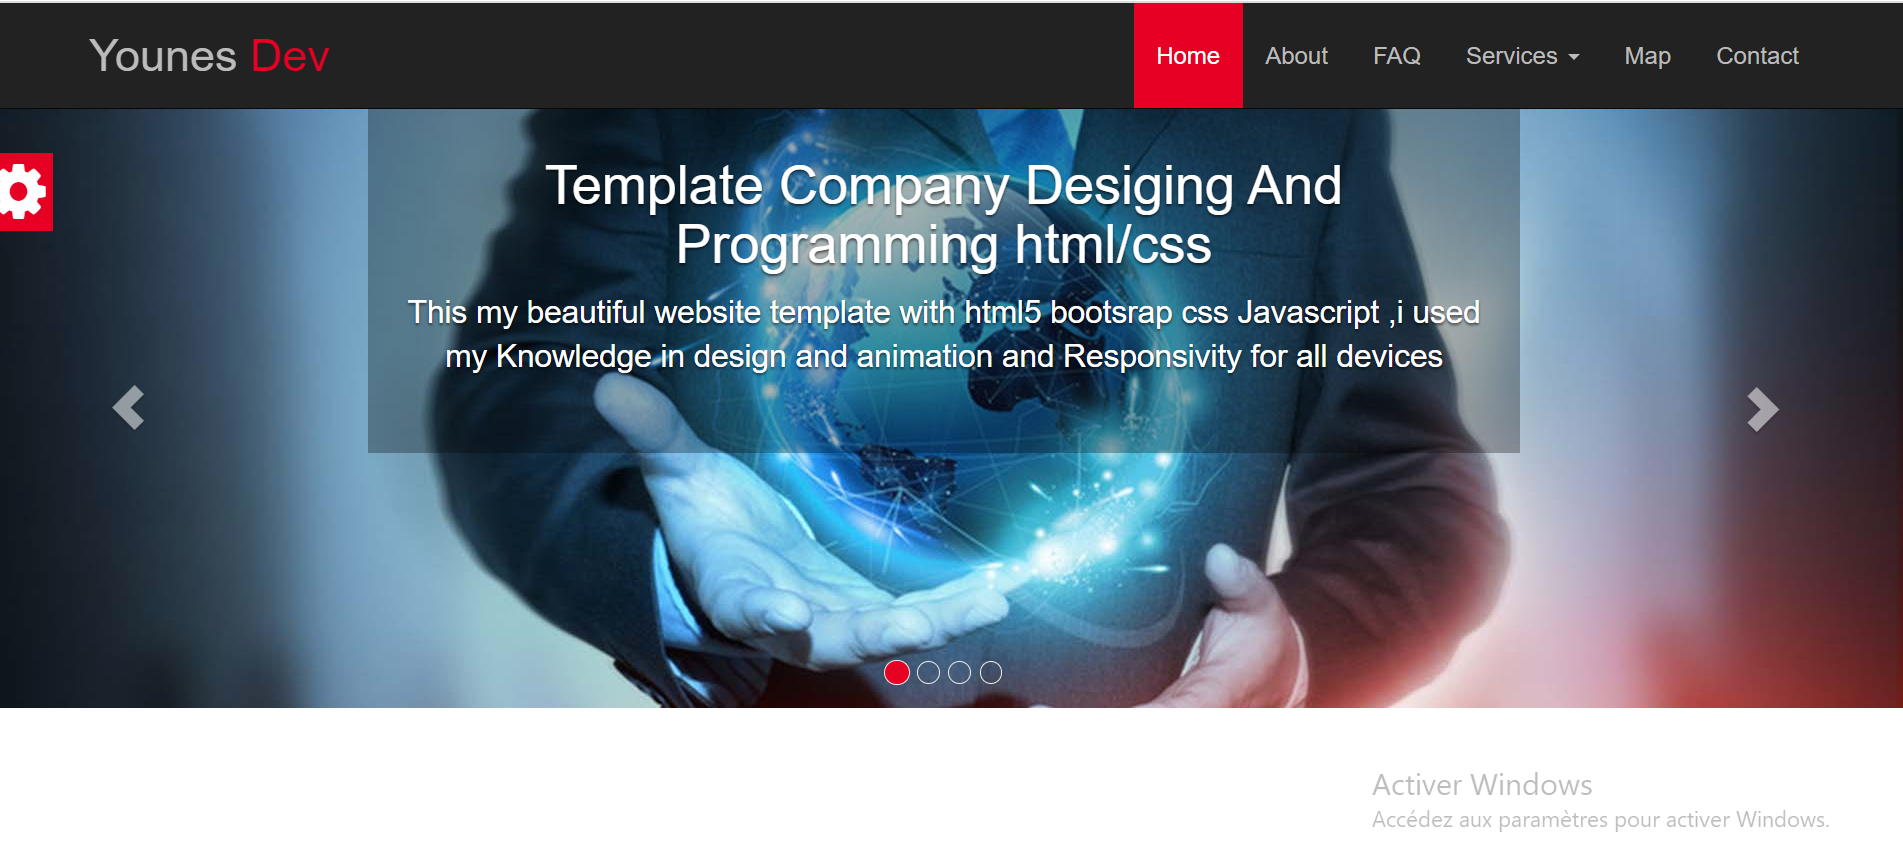 Younes Dev
Home About FAQ Services Map Contact
Template Company Desiging And
Programming html/css
This my beautiful website template with html5 bootsrap css Javascript ,i used
my Knowledge in design and animation and Responsivity for all devices
Activer Windows
Accédez aux paramètres pour activer Windows.